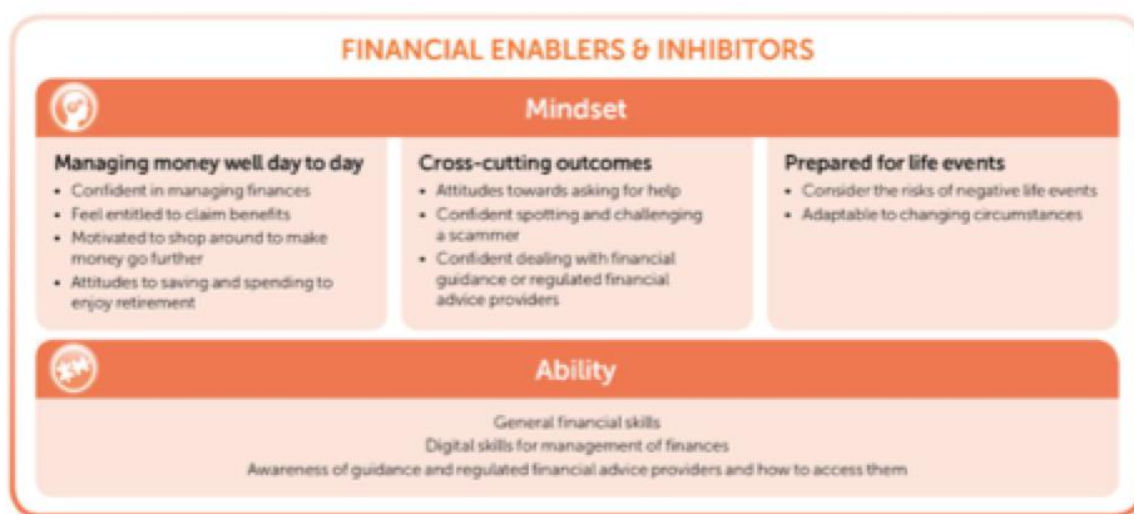 FINANCIAL ENABLERS & INHIBITORS
Mindset
Managing money well day to day
• Confident in managing finances
• Feel entitled to claim benefits
• Motivated to shop around to make
money go further
• Attitudes to saving and spending to
enjoy retirement
Cross-cutting outcomes
• Attitudes towards asking for help
• Confident spotting and challenging
a scammer
• Confident dealing with financial
guidance or regulated financial
advice providers
Prepared for life events
• Consider the risks of negative life events
• Adaptable to changing circumstances
Ability
General financial skills
Digital skills for management of finances
Awareness of guidance and regulated financial advice providers and how to access them